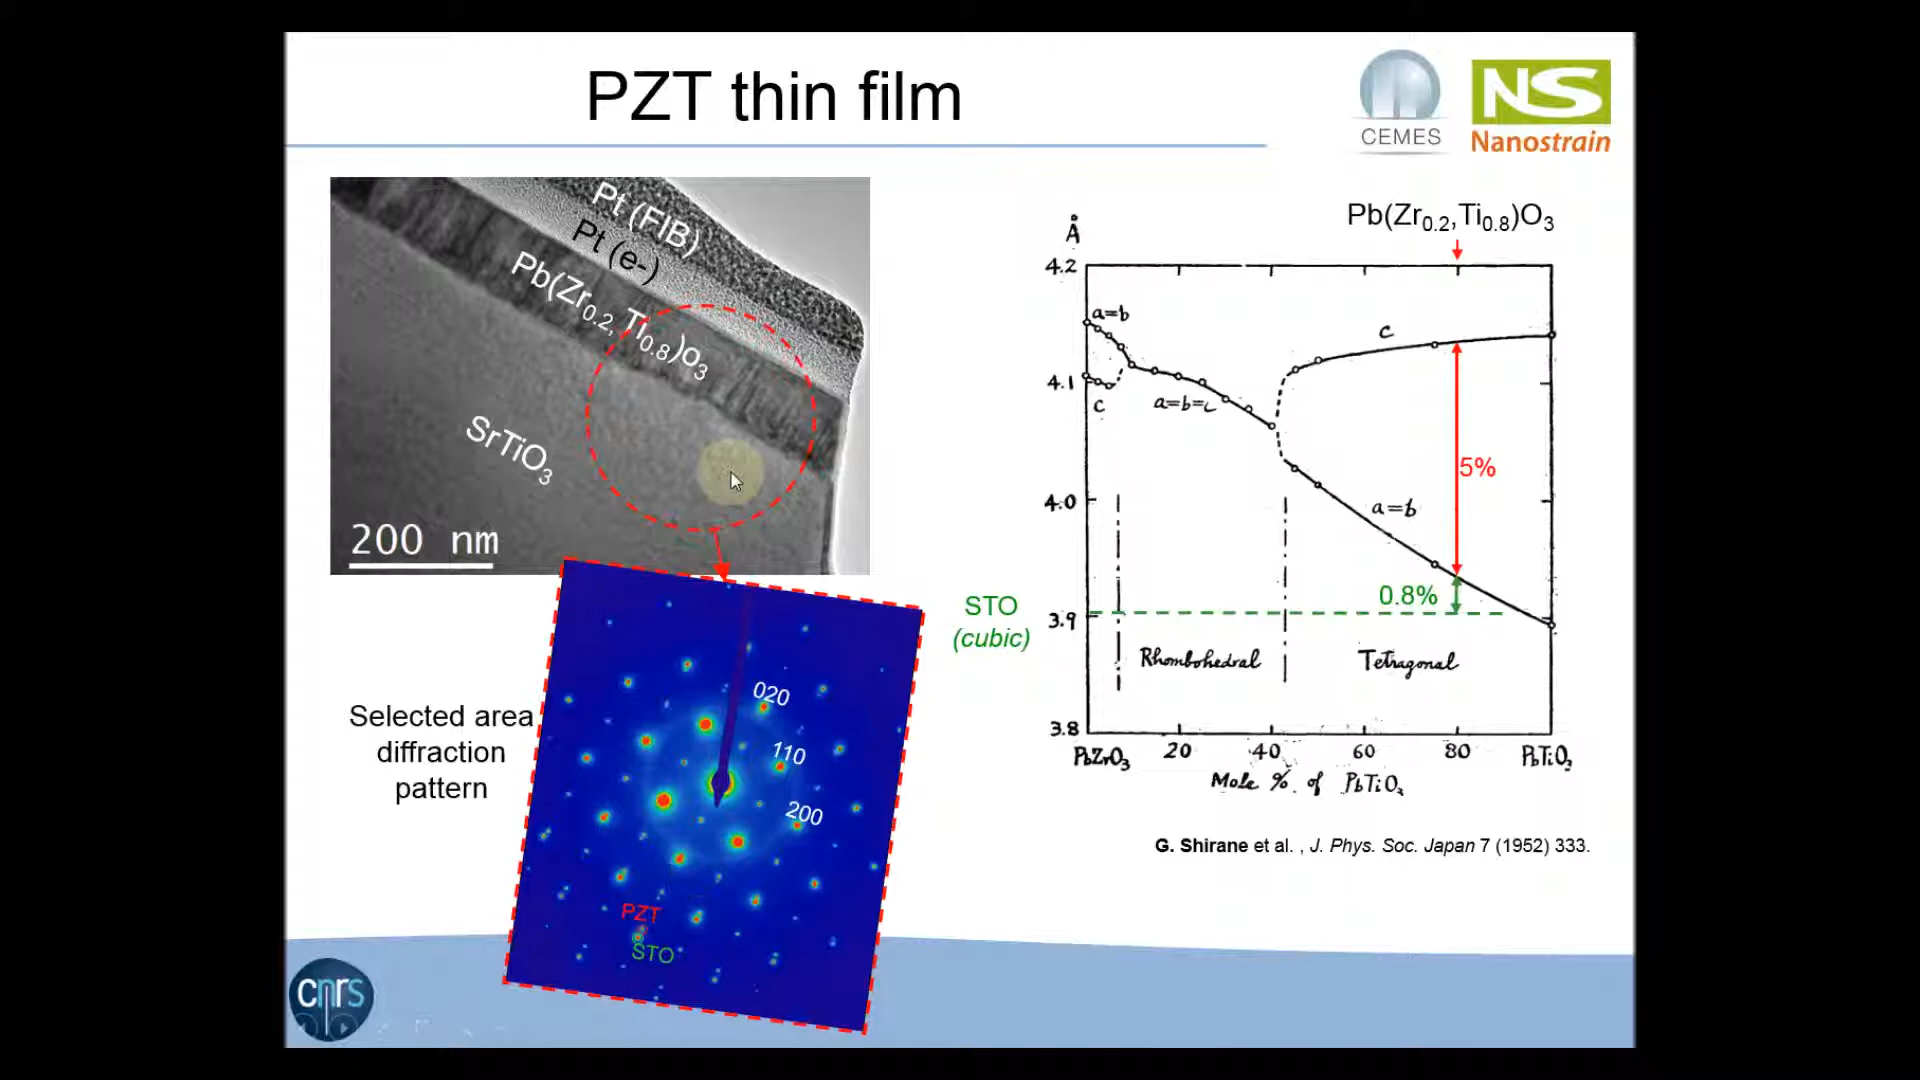 PZT thin film
CEMES
NS
Nanostrain
Pt (FIB)
Pt (e-)
Pb(Zr0.2,Ti0.8)O3
SrTiO3
200 nm
Selected area
diffraction
pattern
020
110
200
PZT
STO
Pb(Zr0.2,Ti0.8)O3
Å
4.2
4.1
4.0
3.9
3.8
a=b
c
a=b=c
c
a=b
5%
0.8%
STO
(cubic)
Rhombohedral
Tetragonal
PbZrO3
20
40
60
80
PbTiO3
Mole % of PbTiO3
G. Shirane et al. , J. Phys. Soc. Japan 7 (1952) 333.
cnrs